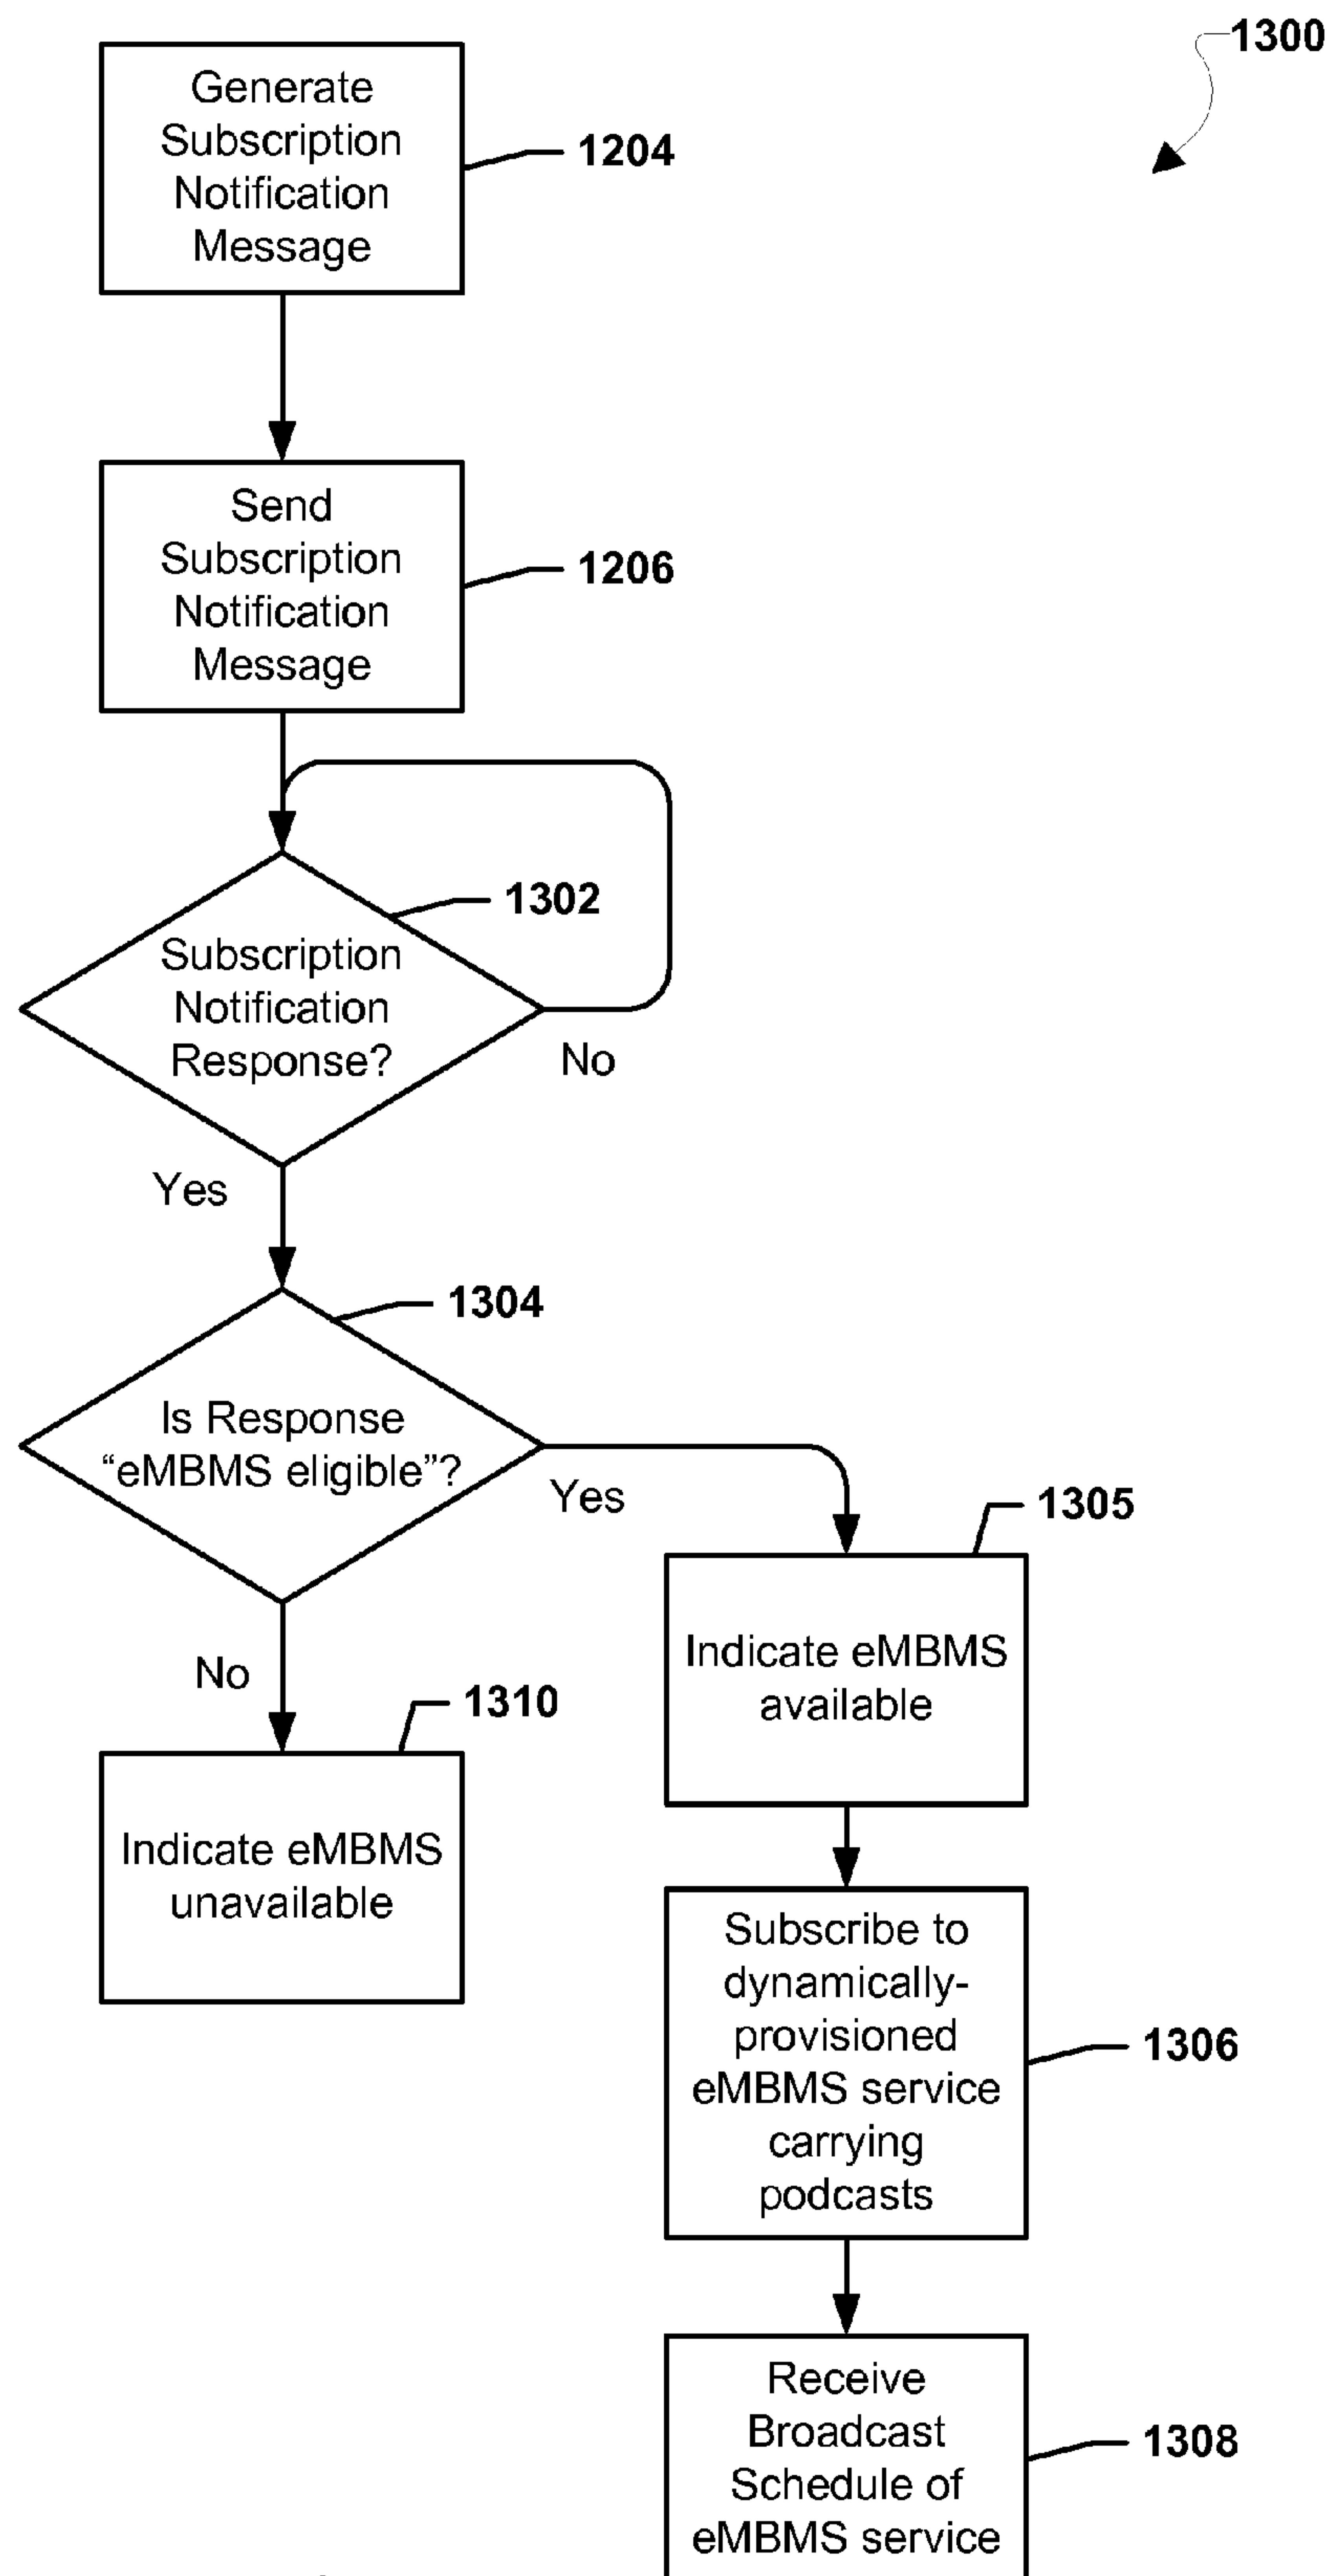 1300
Generate
Subscription
Notification
Message
1204
Send
Subscription
Notification
Message
1206
1302
Subscription
Notification
Response?
No
Yes
1304
Is Response
“eMBMS eligible”?
Yes
1305
Indicate eMBMS
available
No
1310
Indicate eMBMS
unavailable
Subscribe to
dynamically-
provisioned
eMBMS service
carrying
podcasts
1306
Receive
Broadcast
Schedule of
eMBMS service
1308